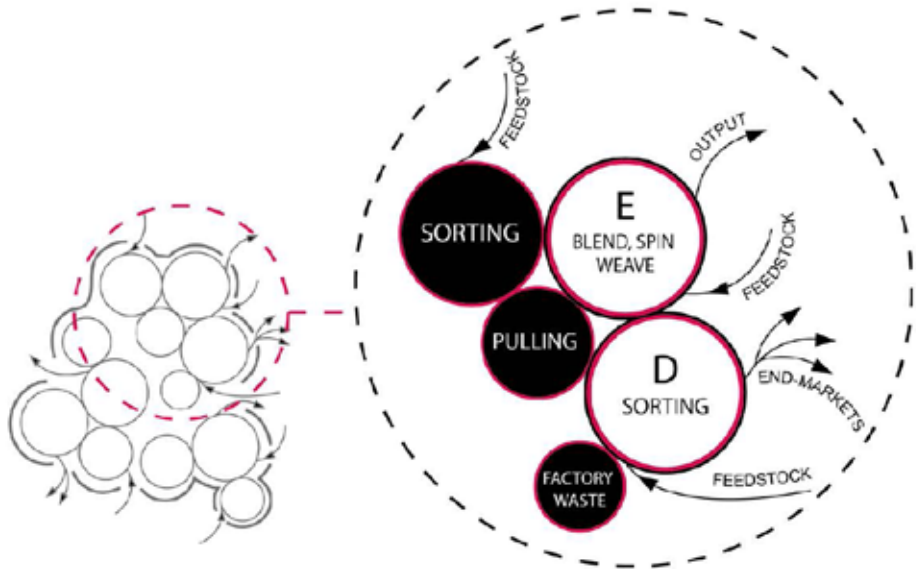 FEEDSTOCK
OUTPUT
SORTING
E
BLEND, SPIN
WEAVE
FEEDSTOCK
PULLING
D
SORTING
END-MARKETS
FACTORY
WASTE
FEEDSTOCK